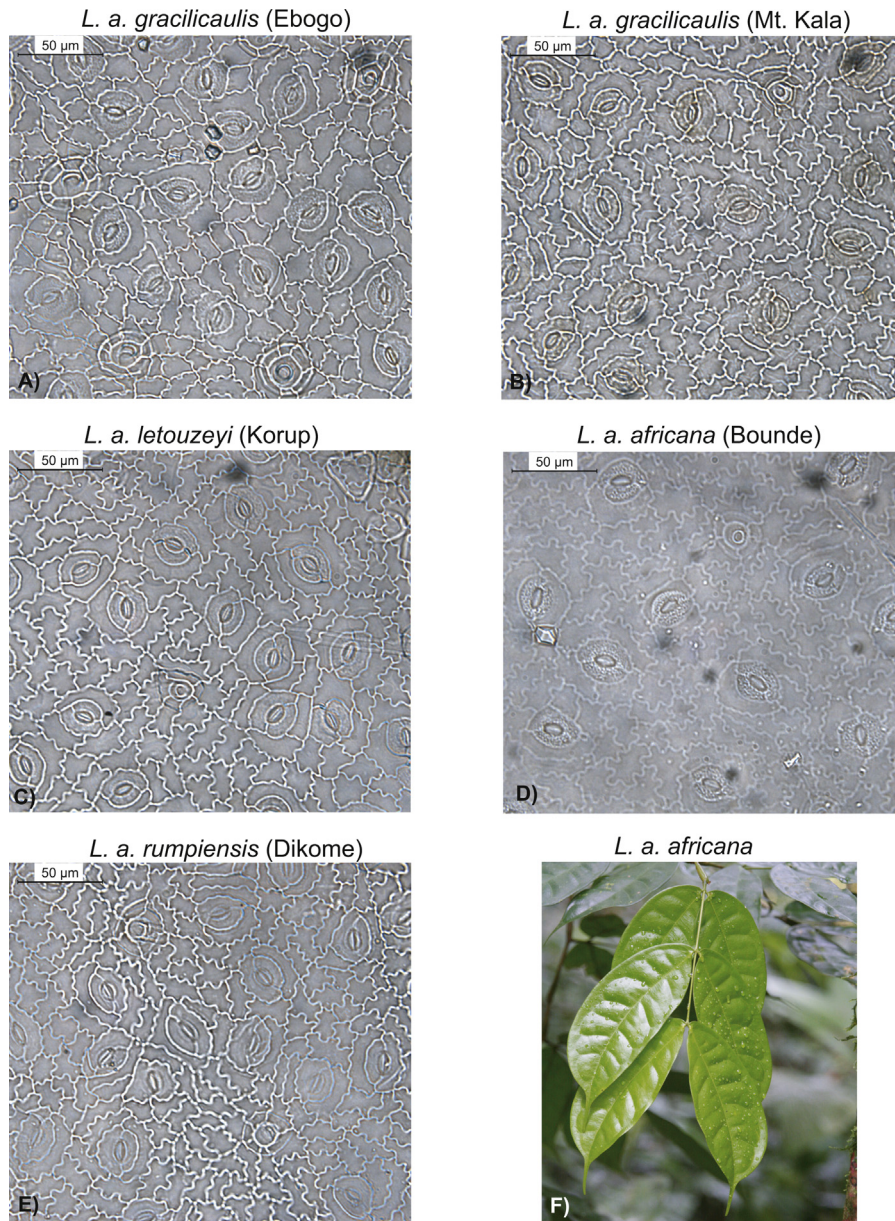 L. a. gracilicaulis (Ebogo)
50 µm
A)
L. a. gracilicaulis (Mt. Kala)
50 µm
B)
L. a. letouzeyi (Korup)
50 µm
C)
L. a. africana (Bounde)
50 µm
D)
L. a. rumpiensis (Dikome)
50 µm
E)
L. a. africana
F)